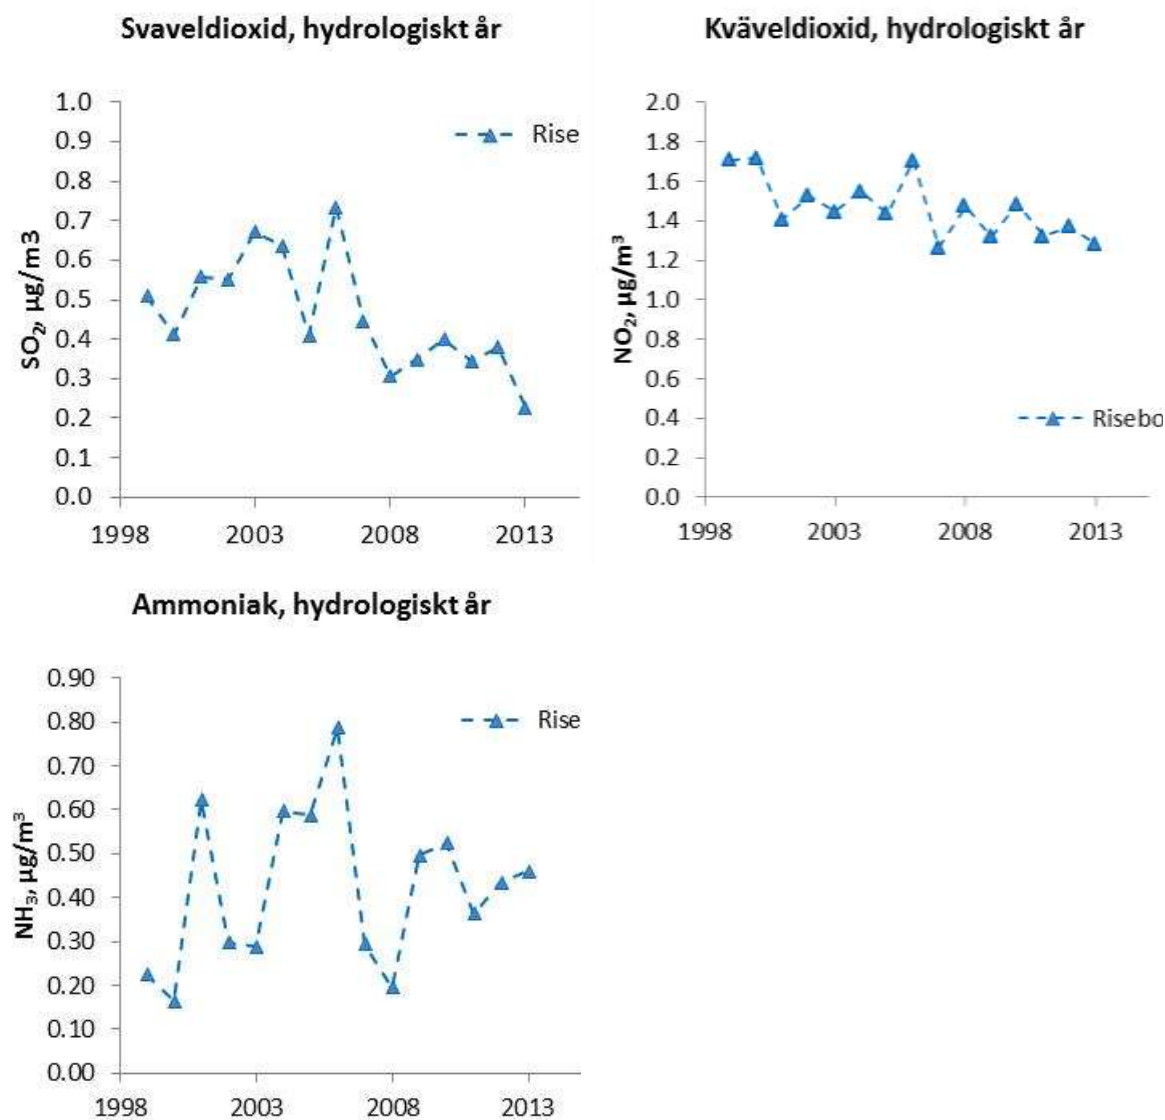 Svaveldioxid, hydrologiskt år
SO₂, µg/m3
1.0
0.9
0.8
0.7
0.6
0.5
0.4
0.3
0.2
0.1
0.0
1998 2003 2008 2013
Rise
Kväveldioxid, hydrologiskt år
NO₂, µg/m³
2.0
1.8
1.6
1.4
1.2
1.0
0.8
0.6
0.4
0.2
0.0
1998 2003 2008 2013
Risebo
Ammoniak, hydrologiskt år
NH₃, µg/m³
0.90
0.80
0.70
0.60
0.50
0.40
0.30
0.20
0.10
0.00
1998 2003 2008 2013
Rise